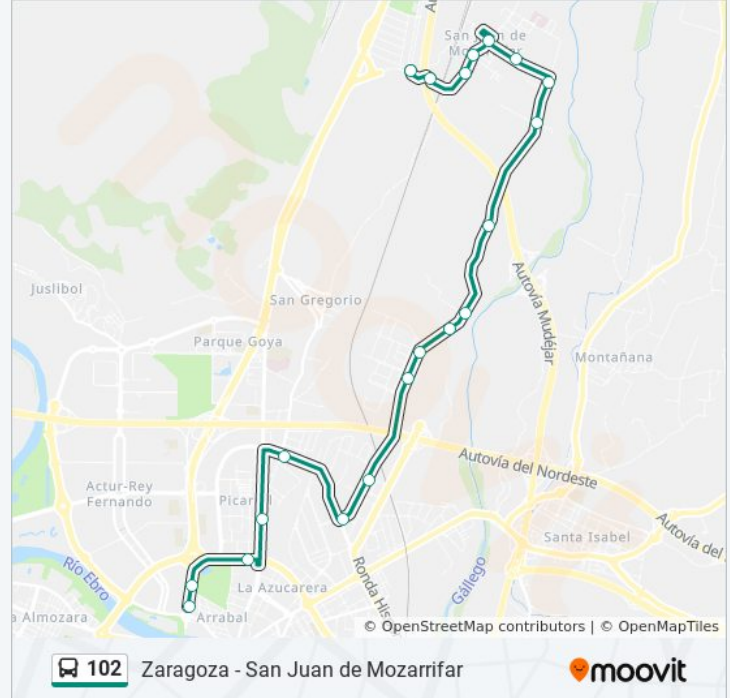 San Juan de
Juslibol
San Gregorio
Autovía Mudéjar
Parque Goya
Montañana
Autovía del Nordeste
Actur-Rey
Fernando
Santa Isabel
Autovía del
Río Ebro
La Azucarera
Ronda His
Gállego
Almozara
Arrabal
© OpenStreetMap contributors | © OpenMapTiles
102 Zaragoza - San Juan de Mozarrifar
moovit